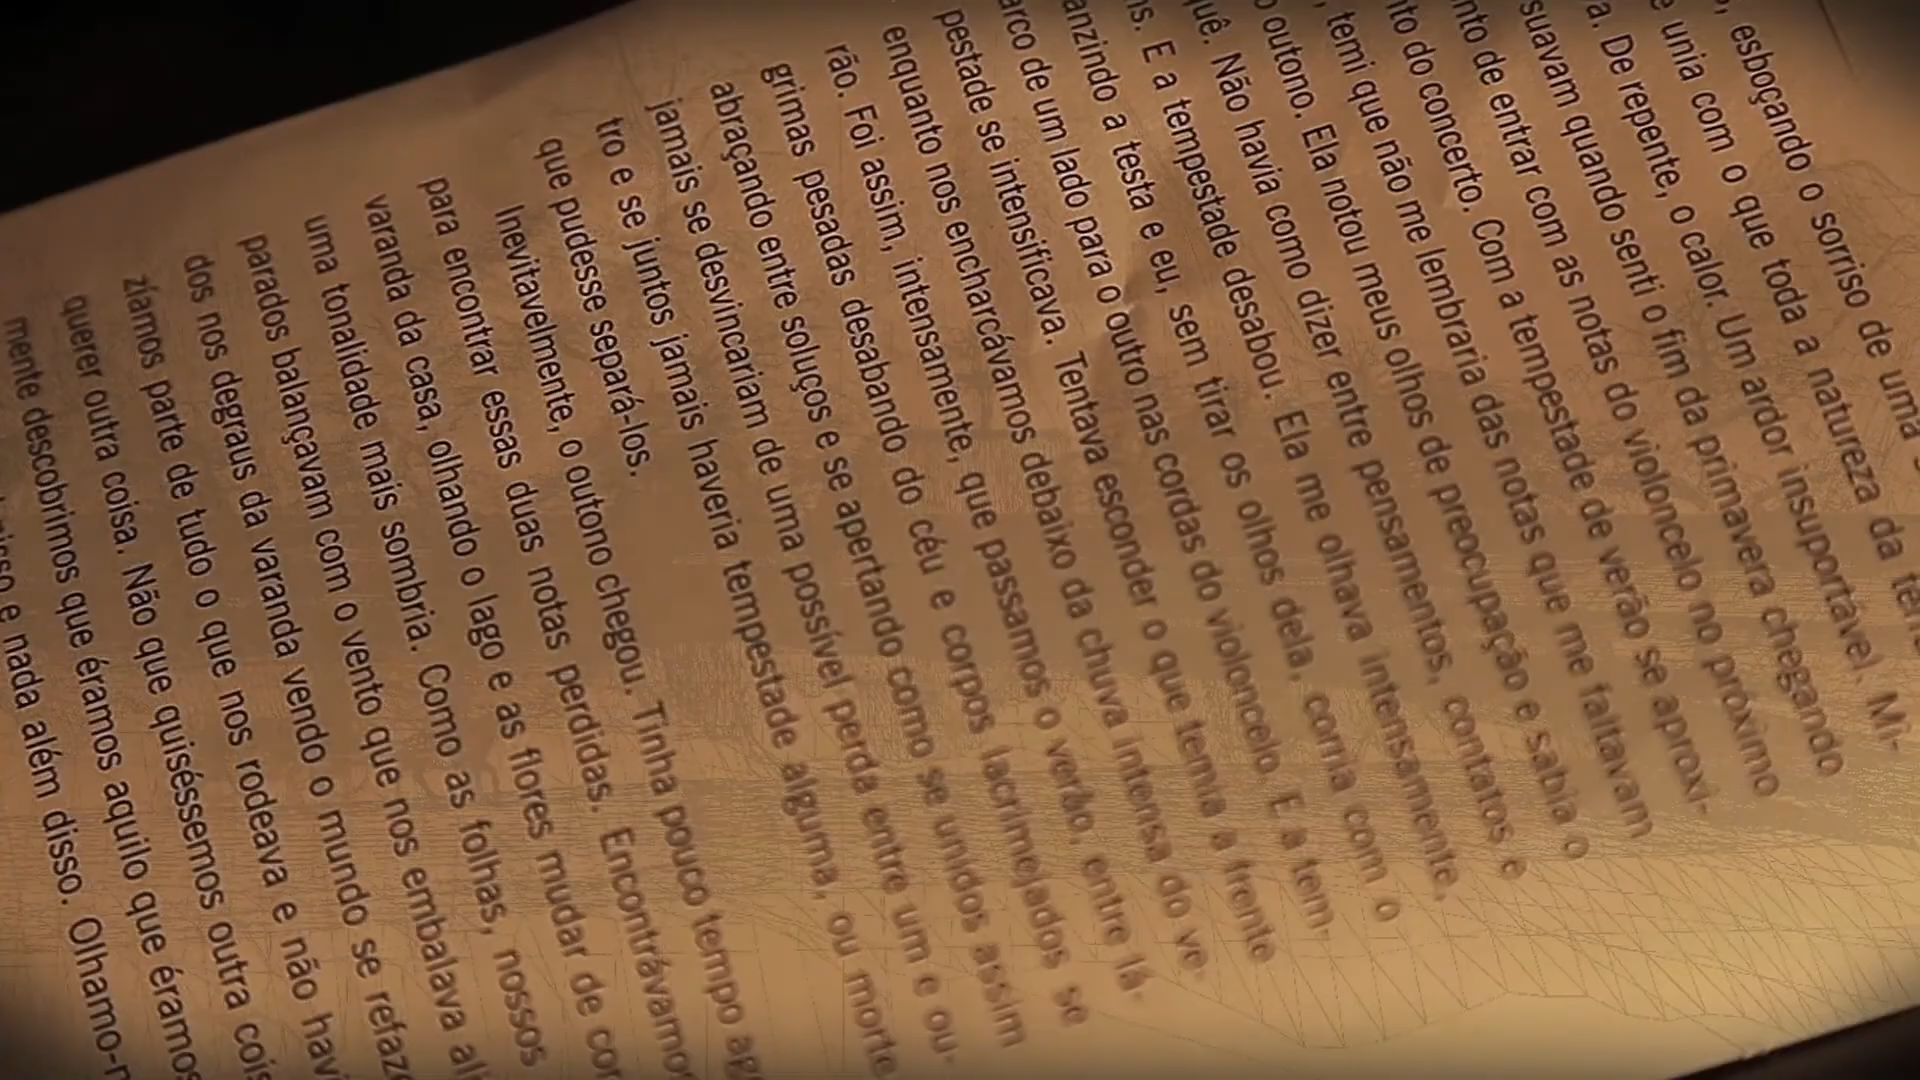 esboçando o sorriso de uma
e unia com o que toda a natureza da
a. De repente, o calor. Um ardor insuportável. Mi-
suavam quando senti o fim da primavera chegando
nto de entrar com as notas do violoncelo no próximo
nto do concerto. Com a tempestade de verão se aproxi-
, temi que não me lembraria das notas que me faltavam
o outono. Ela notou meus olhos de preocupação e sabia o
quê. Não havia como dizer entre pensamentos, contatos e
ns. E a tempestade desabou. Ela me olhava intensamente,
anzindo a testa e eu, sem tirar os olhos dela, corria com o
arco de um lado para o outro nas cordas do violoncelo. E a tem-
pestade se intensificava. Tentava esconder o que temia a frente
enquanto nos encharcávamos debaixo da chuva intensa do ve-
rão. Foi assim, intensamente, que passamos o verão, entre lá-
grimas pesadas desabando do céu e corpos lacrimejados se
abraçando entre soluços e se apertando como se unidos assim
jamais se desvincariam de uma possível perda entre um e ou-
tro e se juntos jamais haveria tempestade alguma, ou morte
que pudesse separá-los.
Inevitavelmente, o outono chegou. Tinha pouco tempo
para encontrar essas duas notas perdidas. Encontrávamo
varanda da casa, olhando o lago e as flores mudar de cor
uma tonalidade mais sombria. Como as folhas, nossos
parados balançavam com o vento que nos embalava al
dos nos degraus da varanda vendo o mundo se refaz
zíamos parte de tudo o que nos rodeava e não havi
querer outra coisa. Não que quiséssemos outra cois
mente descobrimos que éramos aquilo que éramos
e nada além disso. Olhamo-n